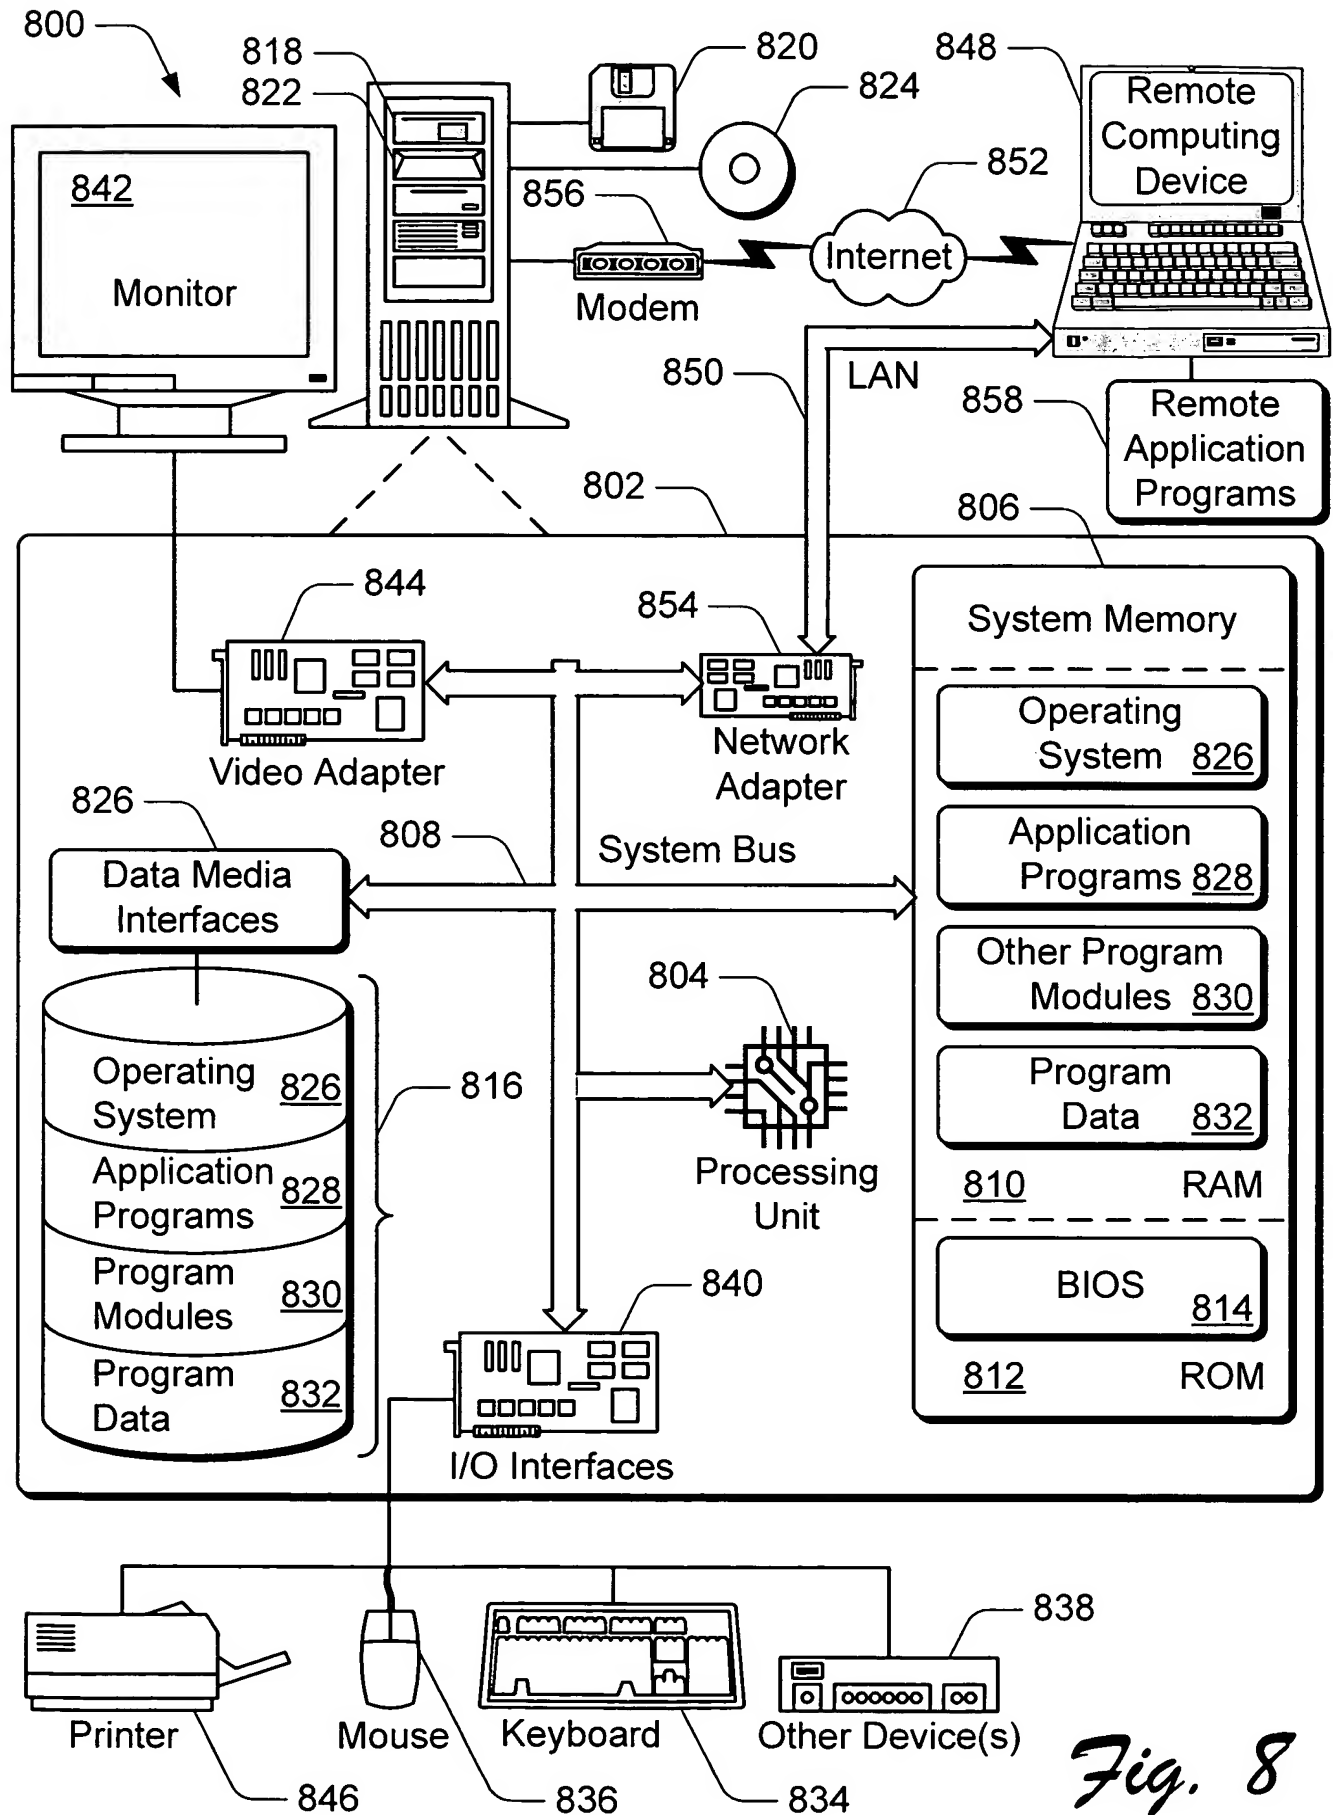 800
818
822
820
824
848
Remote
Computing
Device
842
Monitor
856
Modem
852
Internet
850
LAN
858
Remote
Application
Programs
802
806
844
Video Adapter
854
Network
Adapter
System Memory
Operating
System 826
Application
Programs 828
Other Program
Modules 830
Program
Data 832
810 RAM
BIOS
814
812 ROM
826
Data Media
Interfaces
808
System Bus
804
Processing
Unit
Operating
System 826
Application
Programs 828
Program
Modules 830
Program
Data 832
816
840
I/O Interfaces
Printer
846
Mouse
836
Keyboard
834
838
Other Device(s)
Fig. 8